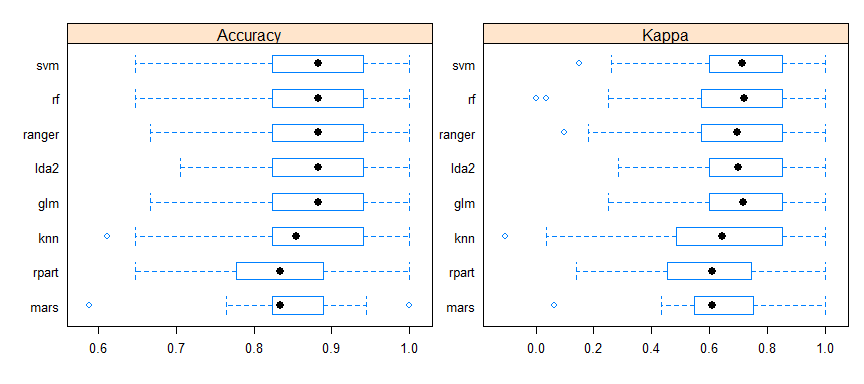 Accuracy
Kappa
svm
rf
ranger
lda2
glm
knn
rpart
mars
svm
rf
ranger
lda2
glm
knn
rpart
mars
0.6 0.7 0.8 0.9 1.0
0.0 0.2 0.4 0.6 0.8 1.0